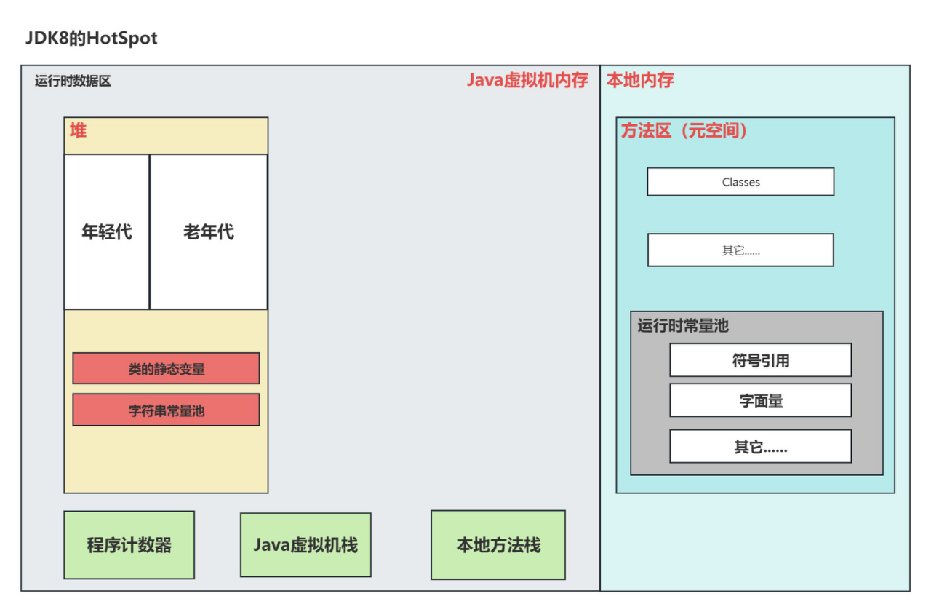 JDK8的HotSpot
运行时数据区
Java虚拟机内存
本地内存
堆
年轻代
老年代
类的静态变量
字符串常量池
程序计数器
Java虚拟机栈
本地方法栈
方法区（元空间）
Classes
其它......
运行时常量池
符号引用
字面量
其它......